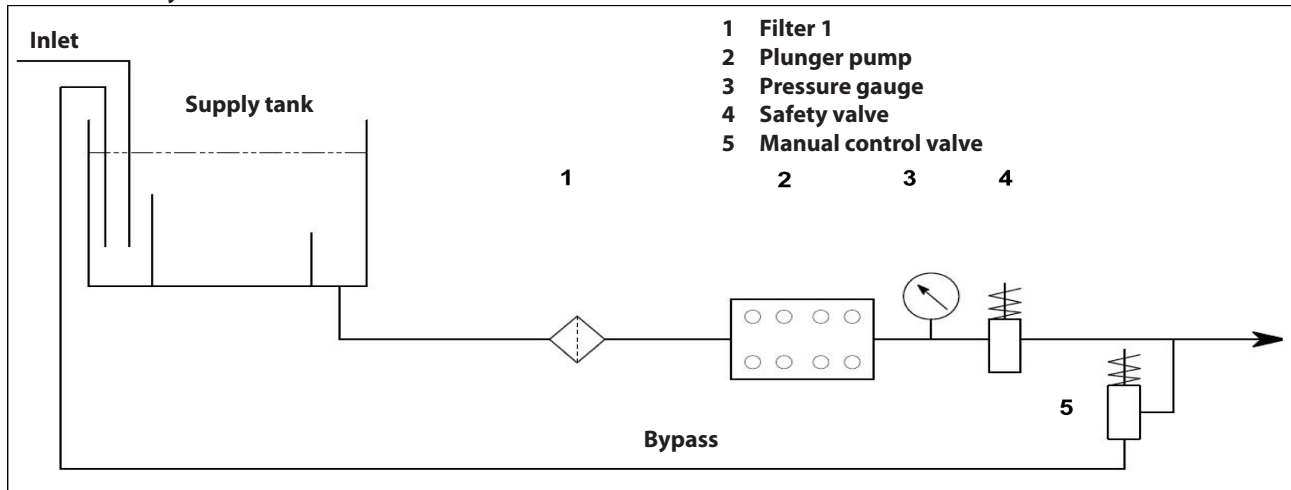 Inlet
Supply tank
1 Filter 1
2 Plunger pump
3 Pressure gauge
4 Safety valve
5 Manual control valve
1 2 3 4
5
Bypass